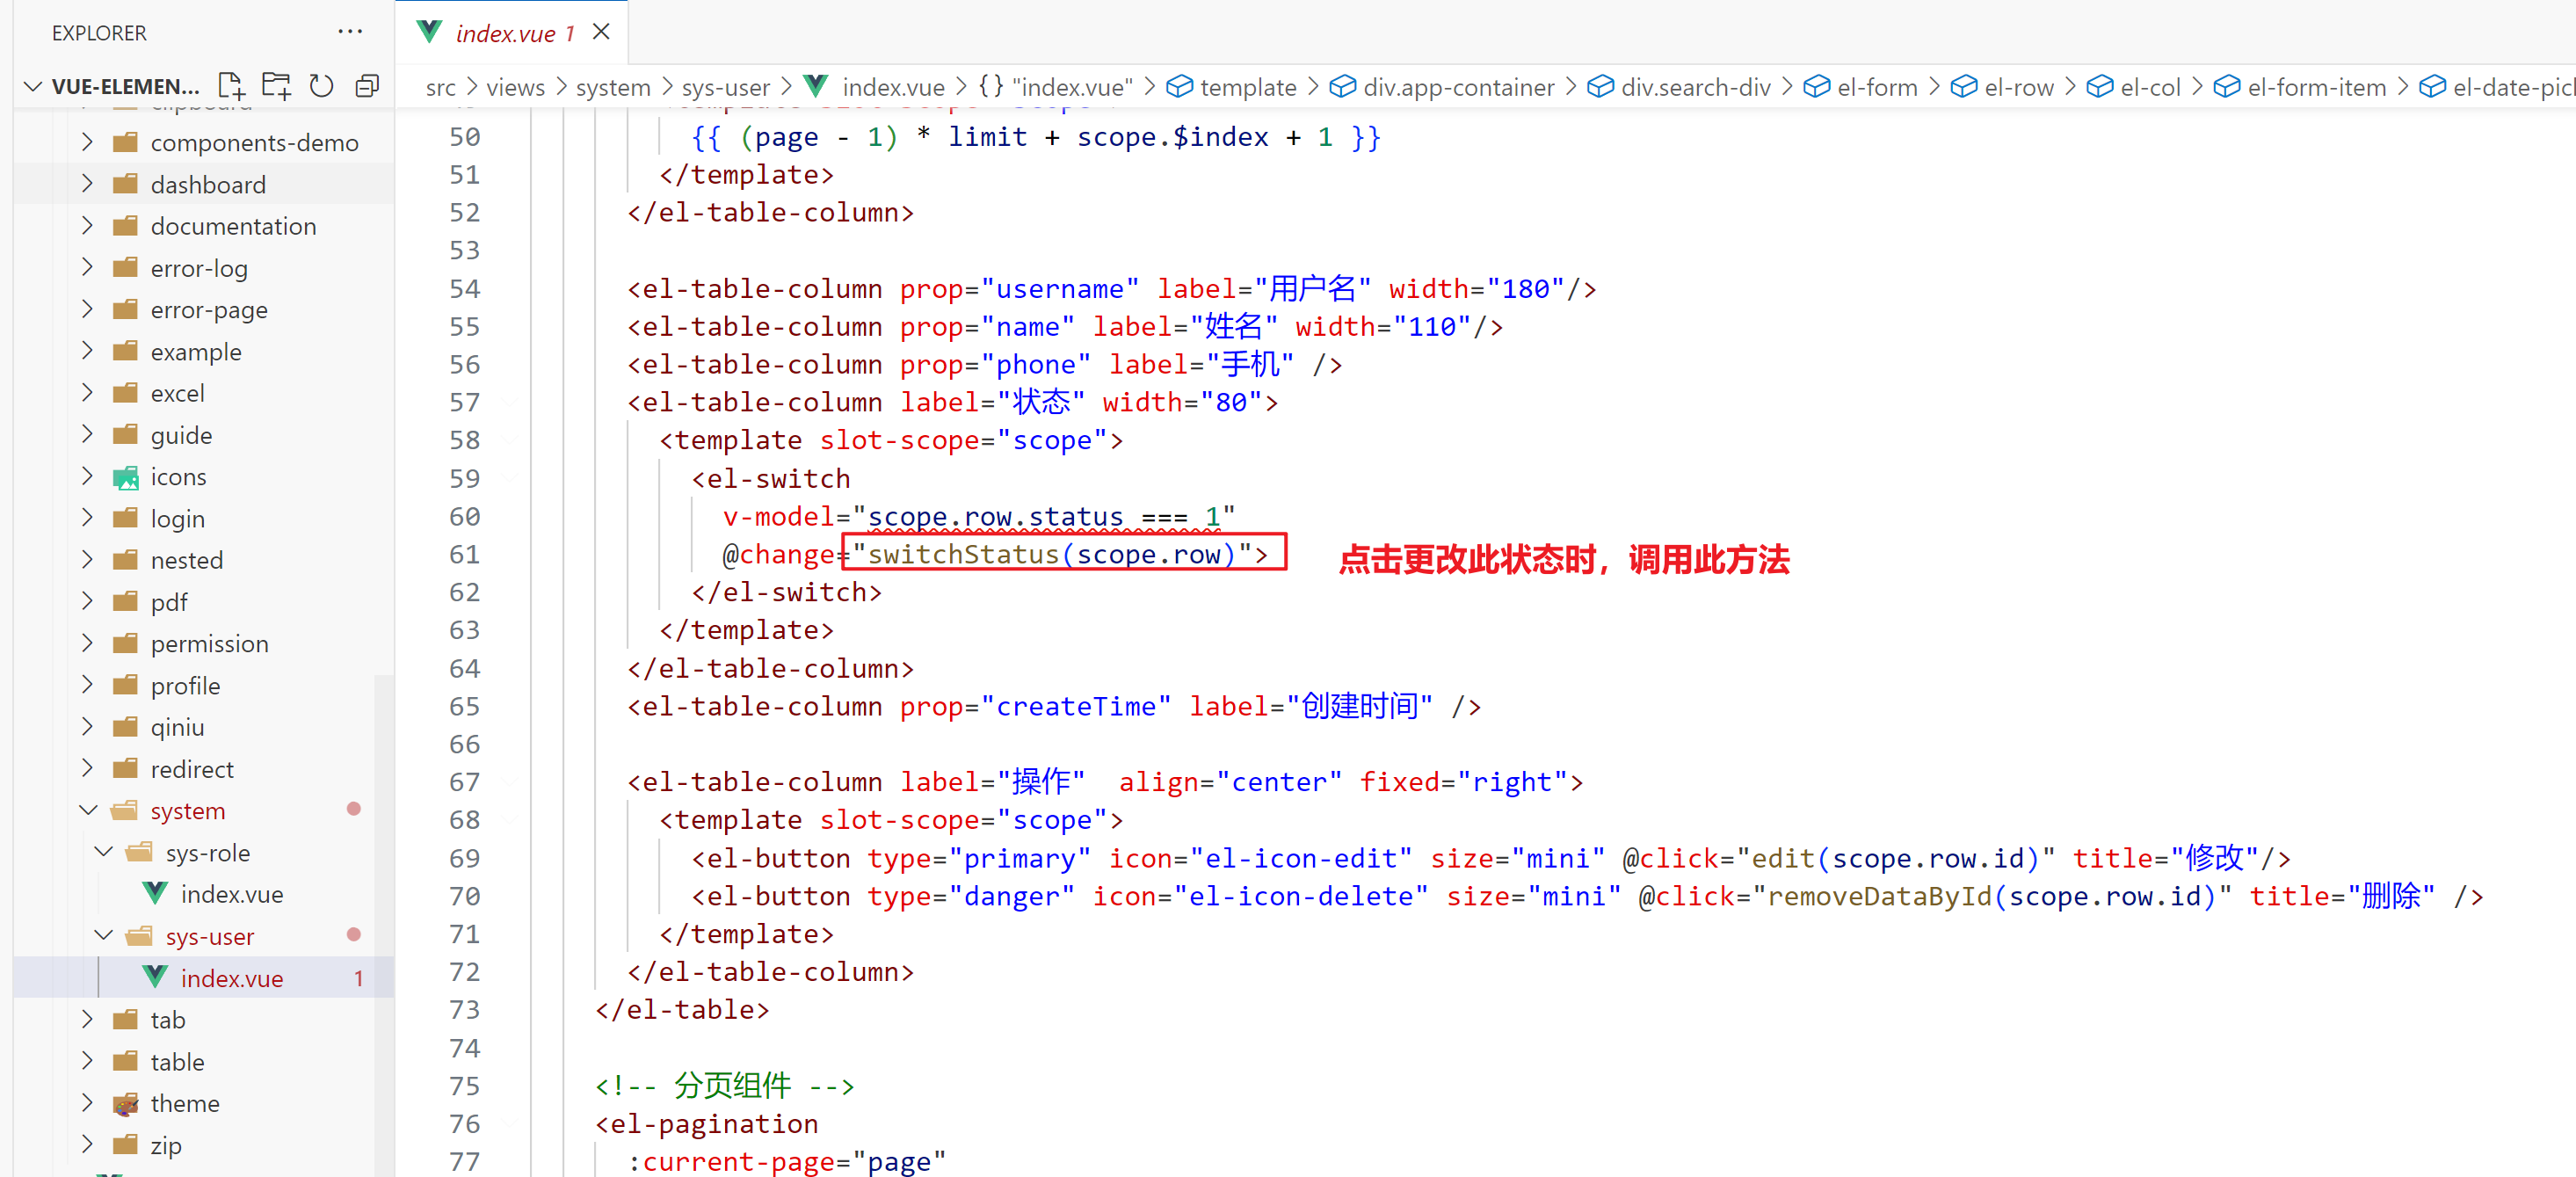 EXPLORER
VUE-ELEMEN...
clipboard
components-demo
dashboard
documentation
error-log
error-page
example
excel
guide
icons
login
nested
pdf
permission
profile
qiniu
redirect
system
sys-role
index.vue
sys-user
index.vue 1
tab
table
theme
zip
index.vue 1
src > views > system > sys-user > index.vue > {} "index.vue" > template > div.app-container > div.search-div > el-form > el-row > el-col > el-form-item > el-date-pic
50 {{ (page - 1) * limit + scope.$index + 1 }}
51 </template>
52 </el-table-column>
53
54 <el-table-column prop="username" label="用户名" width="180"/>
55 <el-table-column prop="name" label="姓名" width="110"/>
56 <el-table-column prop="phone" label="手机" />
57 <el-table-column label="状态" width="80">
58 <template slot-scope="scope">
59 <el-switch
60 v-model="scope.row.status === 1"
61 @change="switchStatus(scope.row)"> 点击更改此状态时，调用此方法
62 </el-switch>
63 </template>
64 </el-table-column>
65 <el-table-column prop="createTime" label="创建时间" />
66
67 <el-table-column label="操作"  align="center" fixed="right">
68 <template slot-scope="scope">
69 <el-button type="primary" icon="el-icon-edit" size="mini" @click="edit(scope.row.id)" title="修改"/>
70 <el-button type="danger" icon="el-icon-delete" size="mini" @click="removeDataById(scope.row.id)" title="删除" />
71 </template>
72 </el-table-column>
73 </el-table>
74
75 <!-- 分页组件 -->
76 <el-pagination
77 :current-page="page"